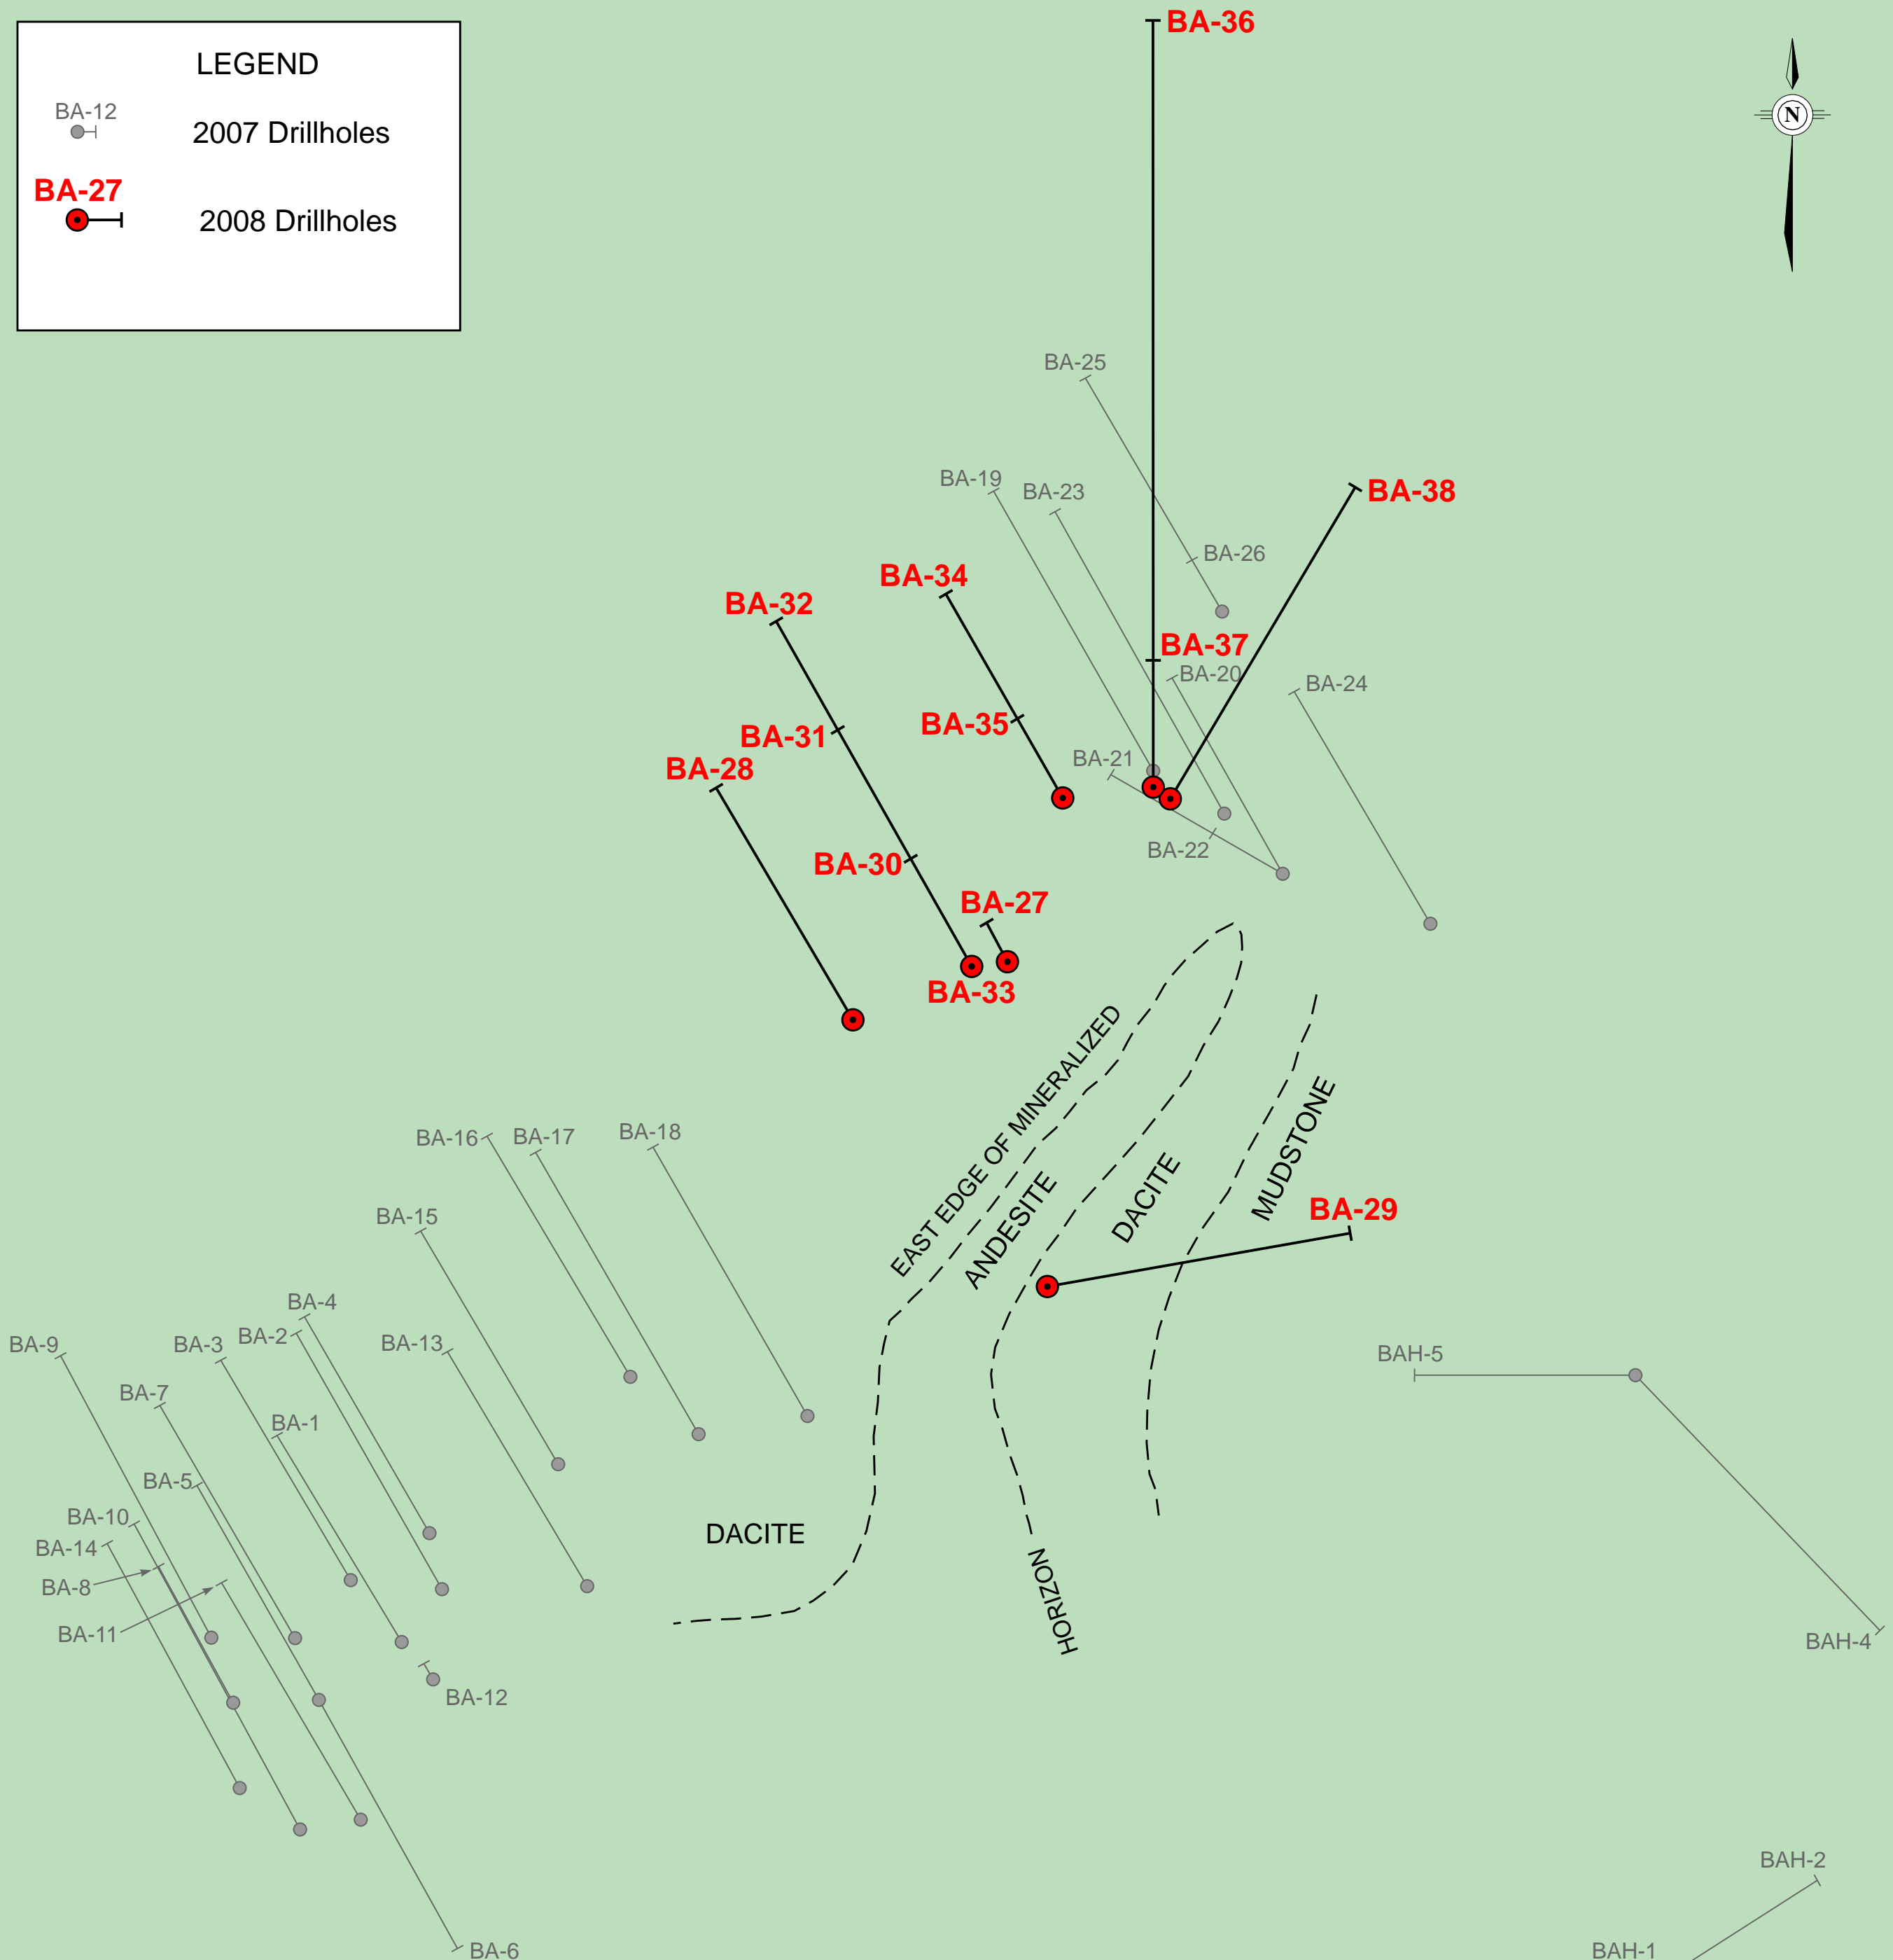 LEGEND
BA-12
2007 Drillholes
BA-27
2008 Drillholes
N
BA-36
BA-25
BA-19
BA-23
BA-38
BA-26
BA-34
BA-32
BA-37
BA-20
BA-24
BA-35
BA-31
BA-21
BA-28
BA-22
BA-30
BA-27
BA-33
EAST EDGE OF MINERALIZED
ANDESITE
DACITE
MUDSTONE
BA-29
BA-16
BA-17
BA-18
BA-15
BA-4
BA-2
BA-3
BA-9
BA-13
BAH-5
BA-7
BA-1
BA-5
BA-10
BA-14
DACITE
BA-8
HORIZON
BA-11
BAH-4
BA-12
BAH-2
BA-6
BAH-1